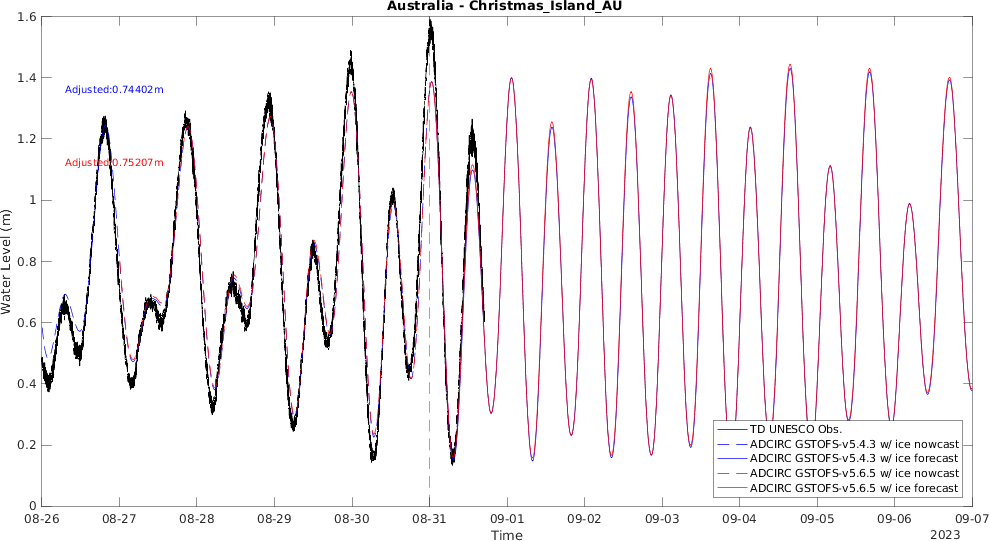 Australia - Christmas_Island_AU
Water Level (m)
1.6
1.4
1.2
1
0.8
0.6
0.4
0.2
0
Adjusted:0.74402m
Adjusted:0.75207m
TD UNESCO Obs.
ADCIRC GSTOFS-v5.4.3 w/ ice nowcast
ADCIRC GSTOFS-v5.4.3 w/ ice forecast
ADCIRC GSTOFS-v5.6.5 w/ ice nowcast
ADCIRC GSTOFS-v5.6.5 w/ ice forecast
08-26 08-27 08-28 08-29 08-30 08-31 09-01 09-02 09-03 09-04 09-05 09-06 09-07
Time
2023